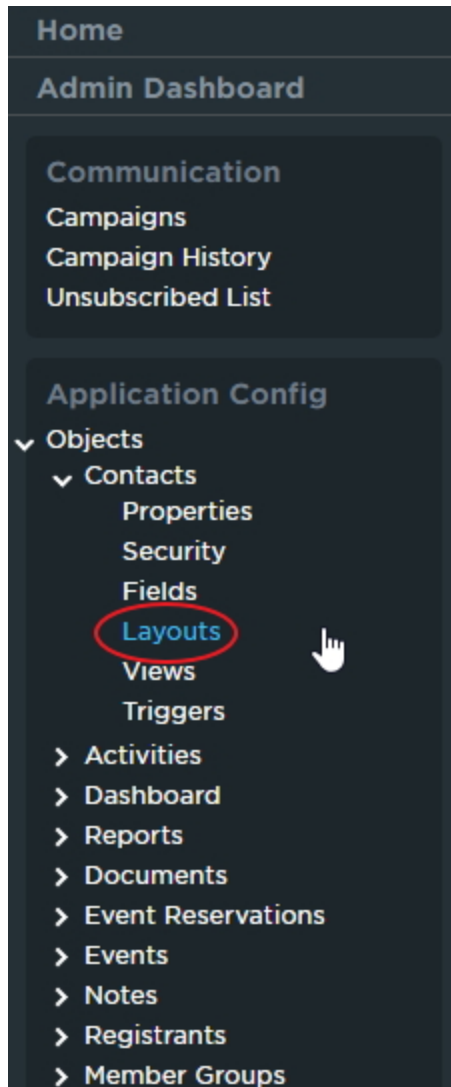 Home
Admin Dashboard
Communication
Campaigns
Campaign History
Unsubscribed List
Application Config
Objects
Contacts
Properties
Security
Fields
Layouts
Views
Triggers
Activities
Dashboard
Reports
Documents
Event Reservations
Events
Notes
Registrants
Member Groups